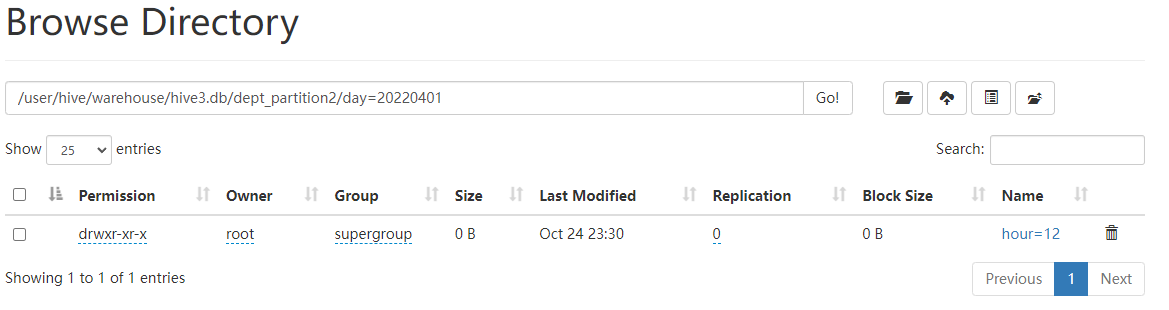 Browse Directory
/user/hive/warehouse/hive3.db/dept_partition2/day=20220401 Go!
Show 25 entries Search:
Permission Owner Group Size Last Modified Replication Block Size Name
drwxr-xr-x root supergroup 0 B Oct 24 23:30 0 0 B hour=12
Showing 1 to 1 of 1 entries Previous 1 Next